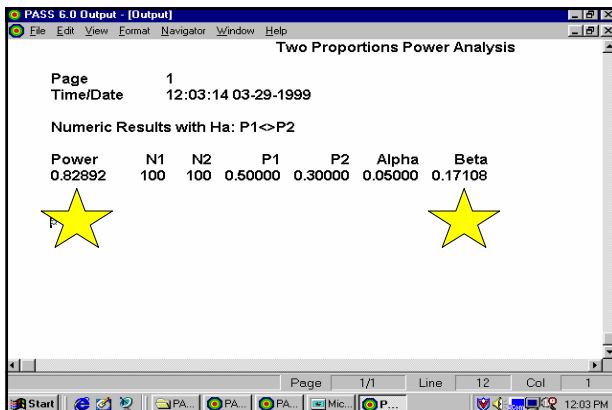 PASS 6.0 Output - [Output]
File Edit View Format Navigator Window Help
Two Proportions Power Analysis
Page 1
Time/Date 12:03:14 03-29-1999
Numeric Results with Ha: P1<>P2
Power N1 N2 P1 P2 Alpha Beta
0.82892 100 100 0.50000 0.30000 0.05000 0.17108
Page 1/1 Line 12 Col 1
Start PA... PA... PA... Mic... P... 12:03 PM